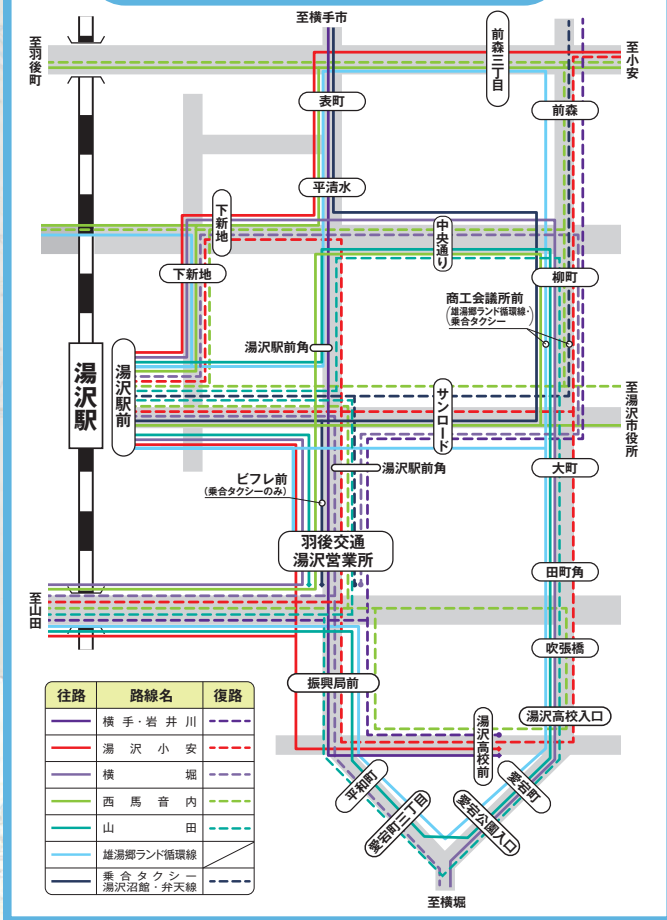 至横手市
至羽後町
前森三丁目
至小安
表町
前森
平清水
下新地
中央通り
下新地
柳町
商工会議所前
(雄湯郷ランド循環線・
乗合タクシー)
湯沢駅前角
湯沢駅
湯沢駅前
サンロード
至湯沢市役所
湯沢駅前角
大町
ビフレ前
(乗合タクシーのみ)
羽後交通
湯沢営業所
田町角
至山田
吹張橋
振興局前
湯沢高校前
湯沢高校入口
平和町
愛宕町三丁目
愛宕公園入口
愛宕町
至横堀
往路 路線名 復路
横手・岩井川
湯沢小安
横堀
西馬音内
山田
雄湯郷ランド循環線
乗合タクシー
湯沢沼館・弁天線